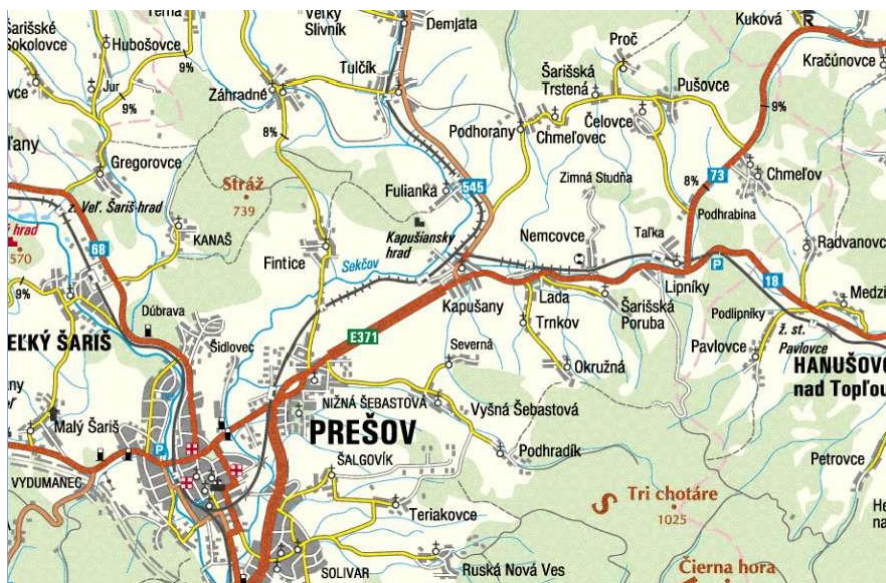 Šarišské
Sokolovce
Hubošovce
Veľký
Slivník
Demjata
Kuková
R
Proč
Kračúnovce
Tulčík
Šarišská
Trstená
Pušovce
Jur
9%
9%
Záhradné
8%
Podhorany
Chmeľovec
Čelovce
9%
Gregorovce
Stráž
739
Fulianka
545
Zimná Studňa
73
8%
Chmeľov
z. Veľ. Šariš-hrad
hrad
570
68
KANAŠ
Kapušiansky
hrad
Nemcovce
Taľka
Podhrabina
Radvanovce
Fintice
Sekčov
P
9%
Kapušany
Lada
Lipníky
18
Medzi
Dúbrava
Šarišská
Poruba
Podlipníky
E371
Trnkov
ž. st.
Pavlovce
EĽKÝ ŠARIŠ
Šidlovec
Severná
Pavlovce
HANUŠOVC
nad Topľou
Okružná
NIŽNÁ ŠEBASTOVÁ
Vyšná Šebastová
Malý Šariš
PREŠOV
P
Podhradík
Petrovce
VYDUMANEC
ŠALGOVÍK
S
Tri chotáre
1025
Teriakovce
SOLIVAR
Ruská Nová Ves
Čierna hora